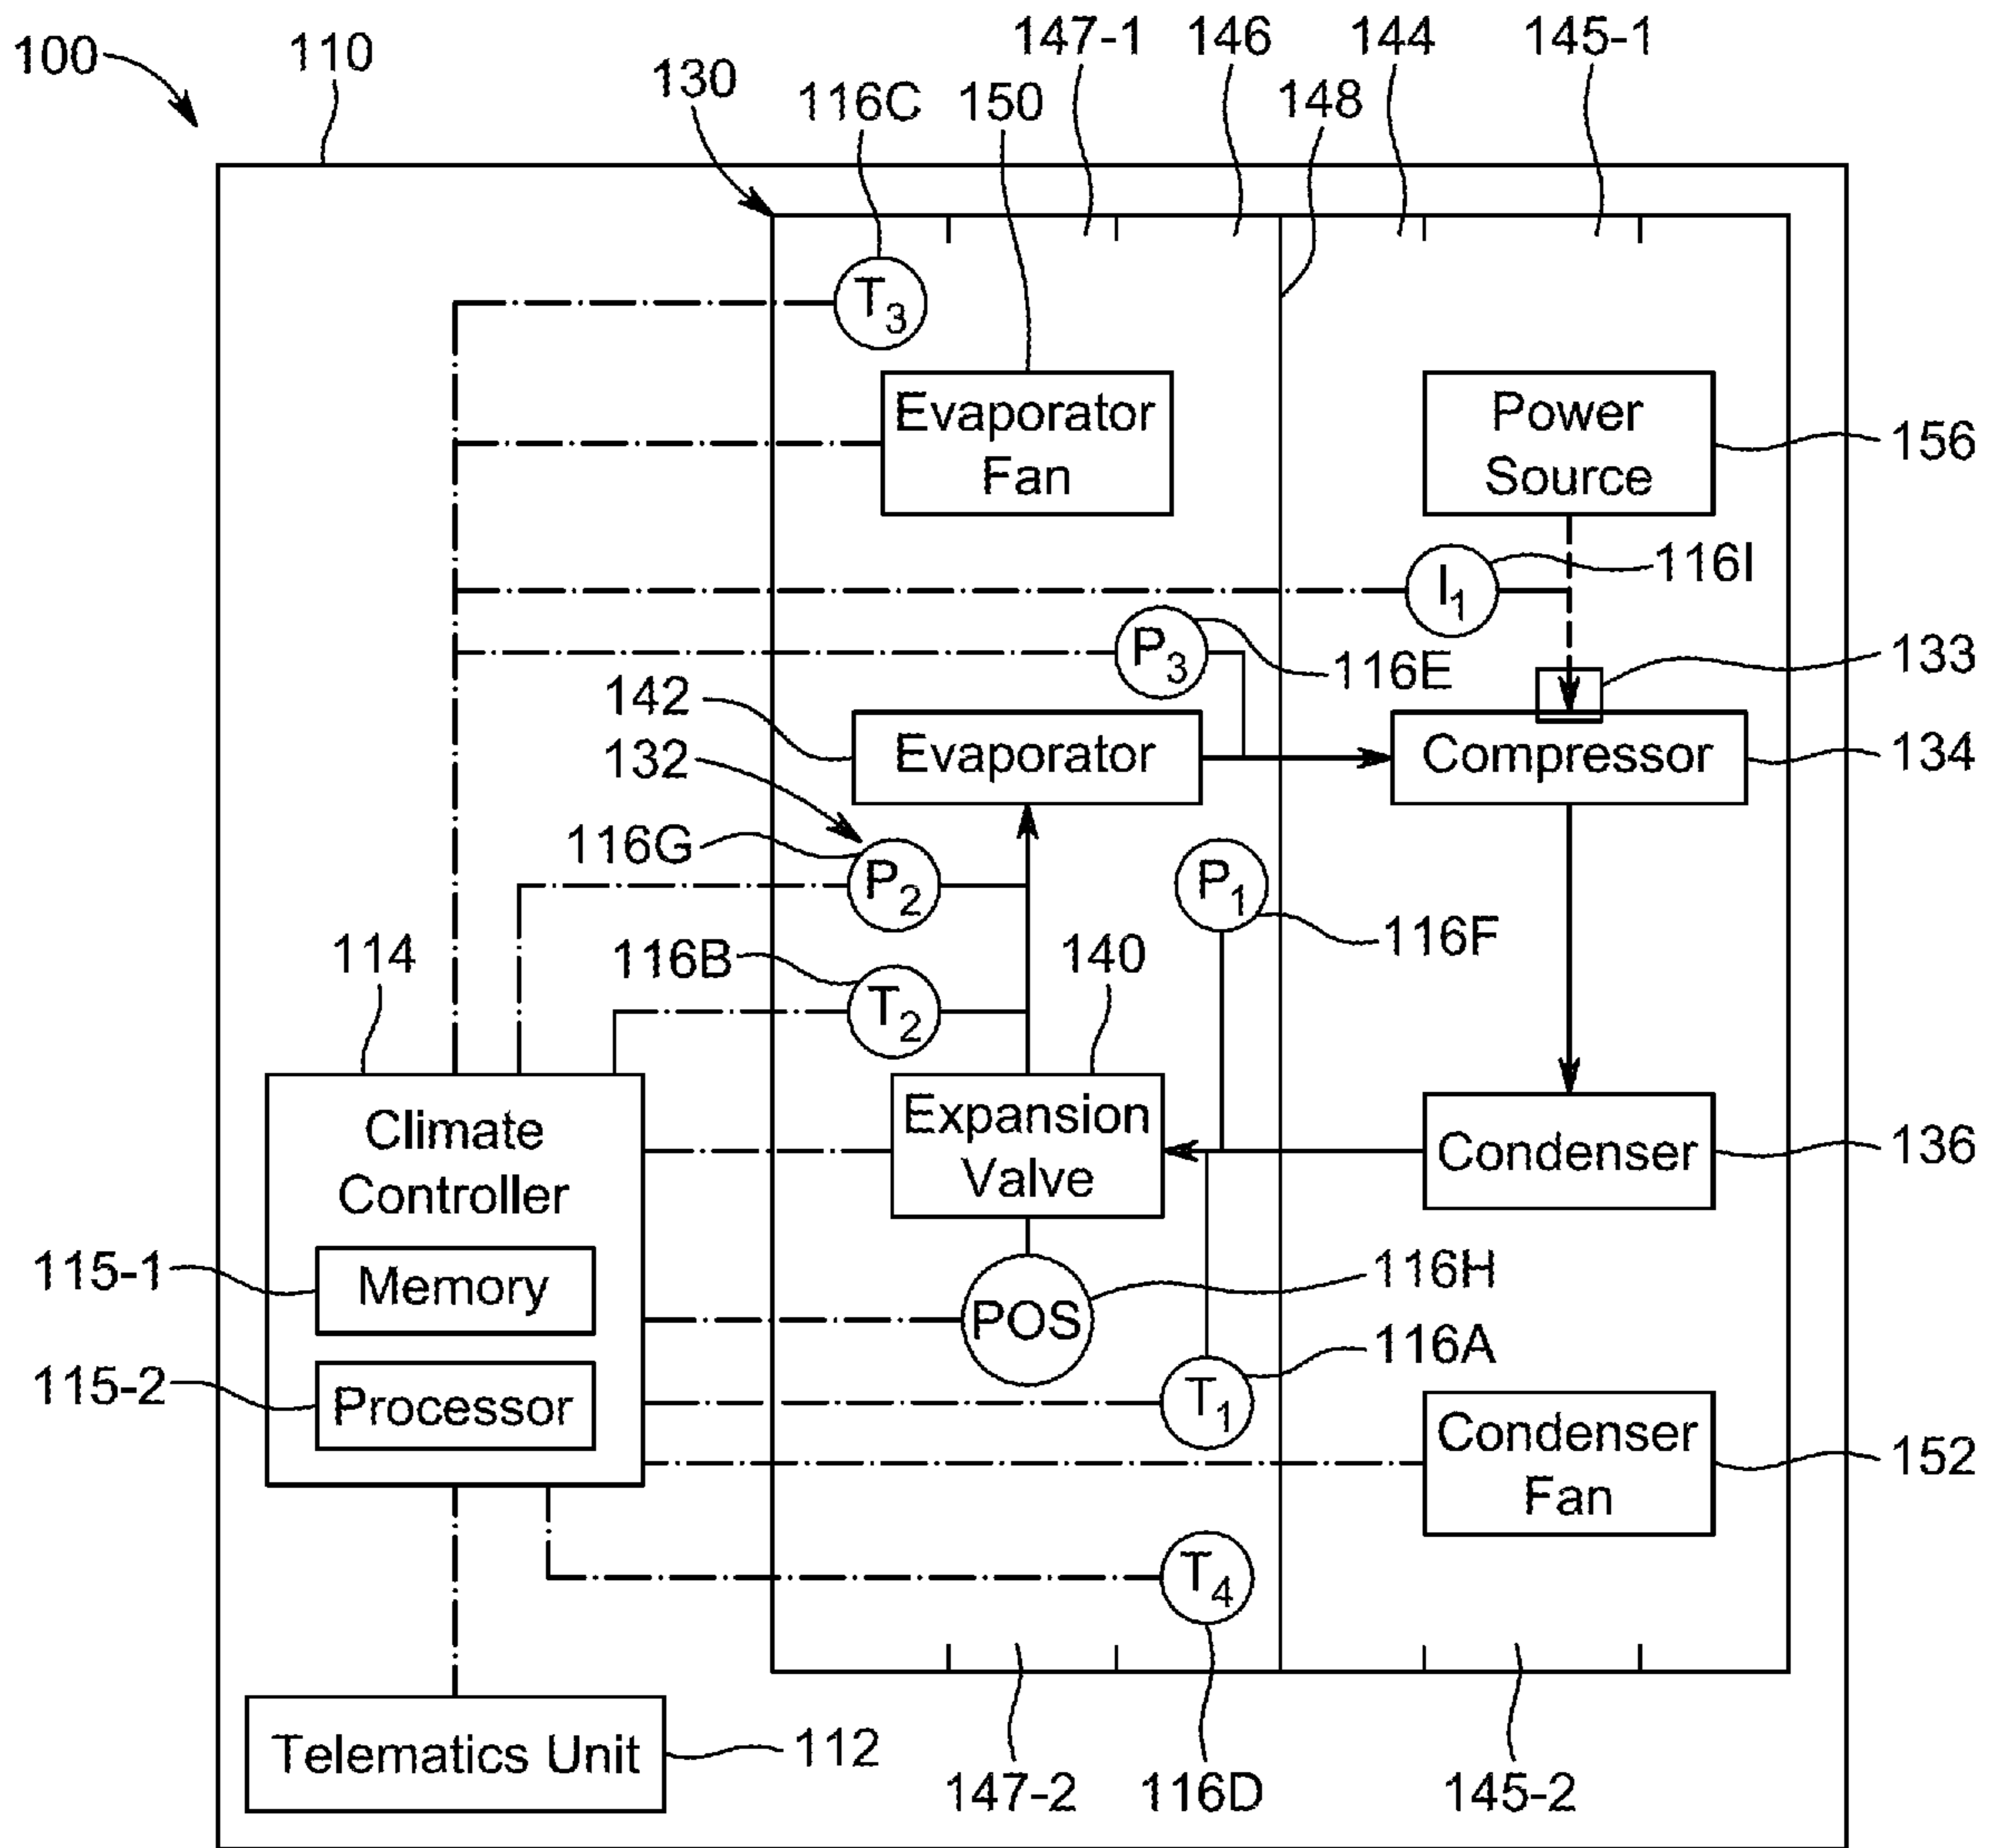 100
110
130
147-1
146
144
145-1
116C
150
148
T3
Evaporator
Fan
Power
Source
156
I1
116I
P3
116E
133
142
Evaporator
Compressor
134
132
116G
P2
P1
116F
114
116B
T2
140
Climate
Controller
Expansion
Valve
Condenser
136
115-1
Memory
POS
116H
115-2
Processor
T1
116A
Condenser
Fan
152
T4
Telematics Unit
112
147-2
116D
145-2